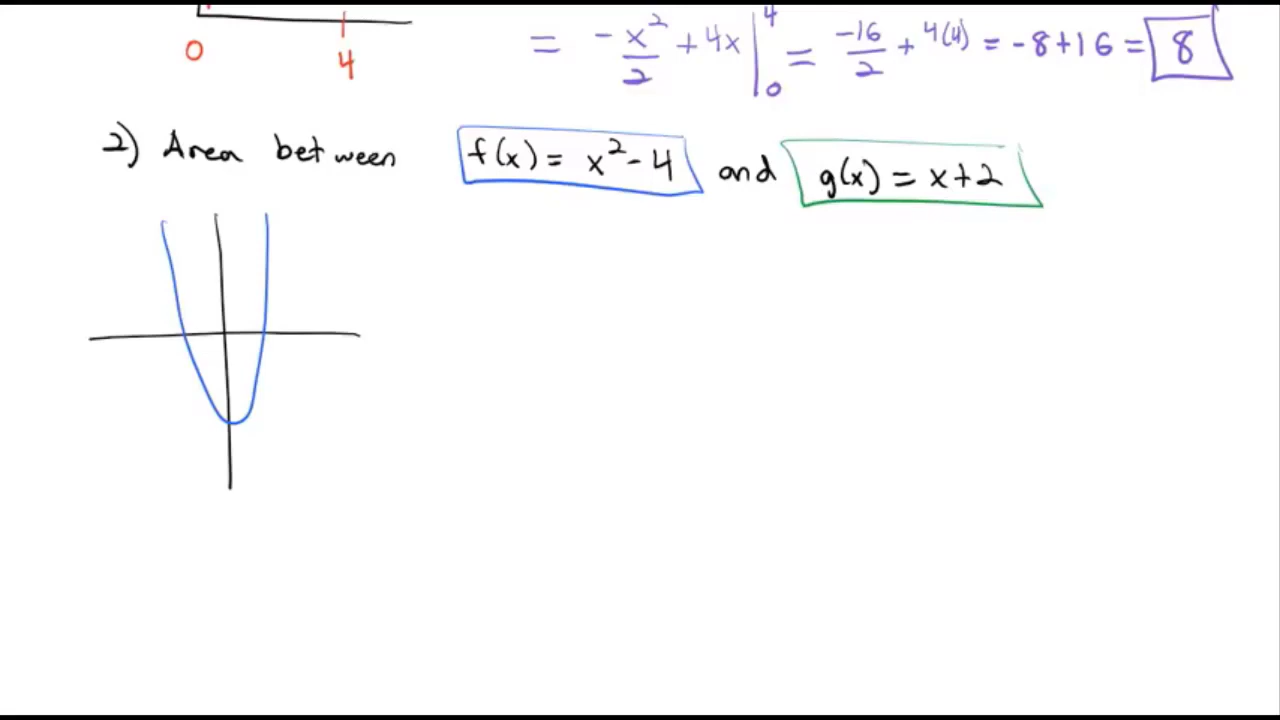 = -x²/2 + 4x |₀⁴ = -16/2 + 4(4) = -8+16 = 8
0 4
2) Area between f(x) = x²-4 and g(x) = x+2